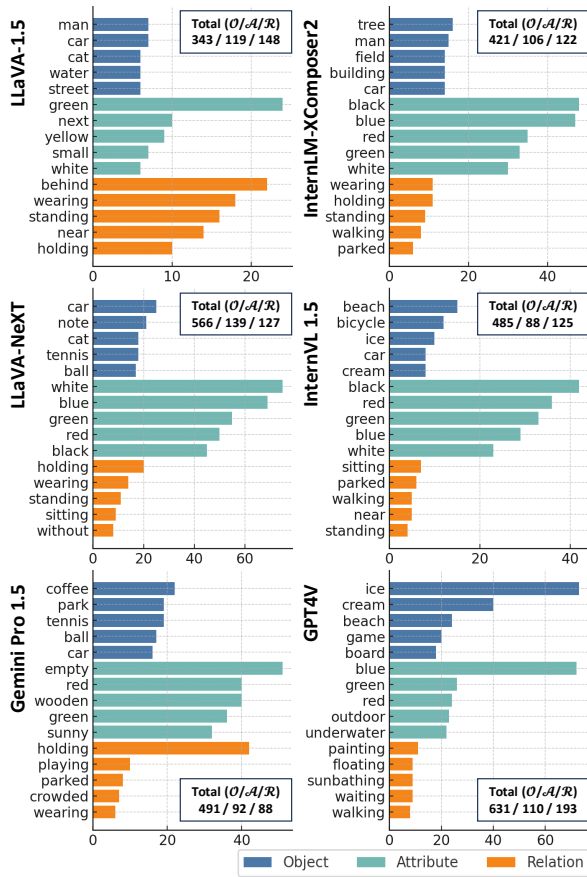 LLaVA-1.5
man
car
cat
water
street
green
next
yellow
small
white
behind
wearing
standing
near
holding
0 10 20
Total (O/A/R)
343 / 119 / 148
InternLM-XComposer2
tree
man
field
building
car
black
blue
red
green
white
wearing
holding
standing
walking
parked
0 20 40
Total (O/A/R)
421 / 106 / 122
LLaVA-NeXT
car
note
cat
tennis
ball
white
blue
green
red
black
holding
wearing
standing
sitting
without
0 20 40 60
Total (O/A/R)
566 / 139 / 127
InternVL 1.5
beach
bicycle
ice
car
cream
black
red
green
blue
white
sitting
parked
walking
near
standing
0 20 40
Total (O/A/R)
485 / 88 / 125
Gemini Pro 1.5
coffee
park
tennis
ball
car
empty
red
wooden
green
sunny
holding
playing
parked
crowded
wearing
0 20 40
Total (O/A/R)
491 / 92 / 88
GPT4V
ice
cream
beach
game
board
blue
green
red
outdoor
underwater
painting
floating
sunbathing
waiting
walking
0 20 40 60
Total (O/A/R)
631 / 110 / 193
Object Attribute Relation